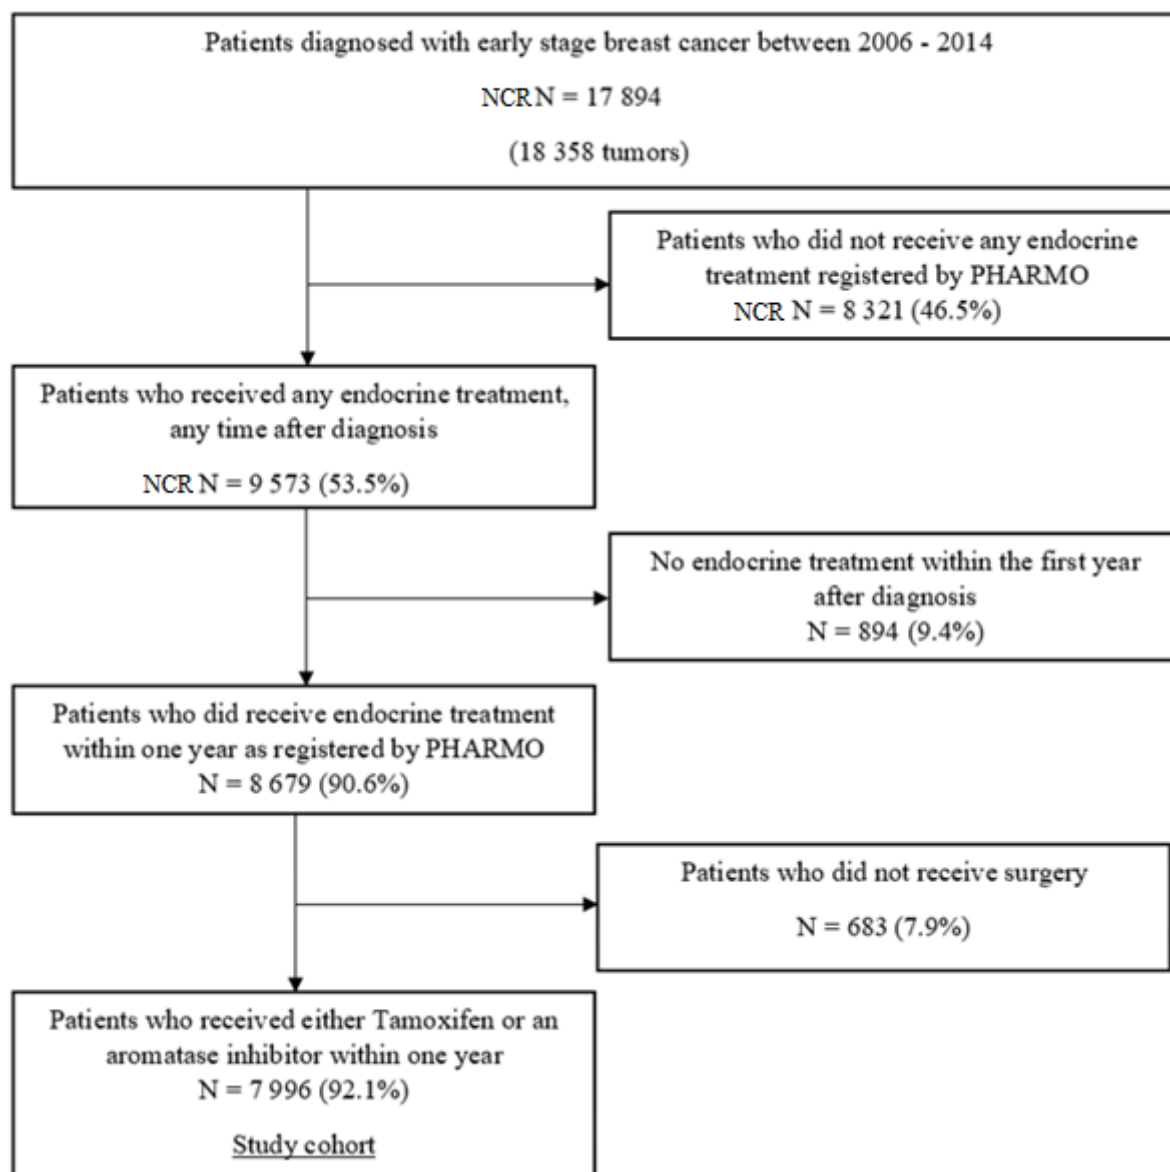 Patients diagnosed with early stage breast cancer between 2006 - 2014
NCR N = 17 894
(18 358 tumors)
Patients who did not receive any endocrine
treatment registered by PHARMO
NCR N = 8 321 (46.5%)
Patients who received any endocrine treatment,
any time after diagnosis
NCR N = 9 573 (53.5%)
No endocrine treatment within the first year
after diagnosis
N = 894 (9.4%)
Patients who did receive endocrine treatment
within one year as registered by PHARMO
N = 8 679 (90.6%)
Patients who did not receive surgery
N = 683 (7.9%)
Patients who received either Tamoxifen or an
aromatase inhibitor within one year
N = 7 996 (92.1%)
Study cohort